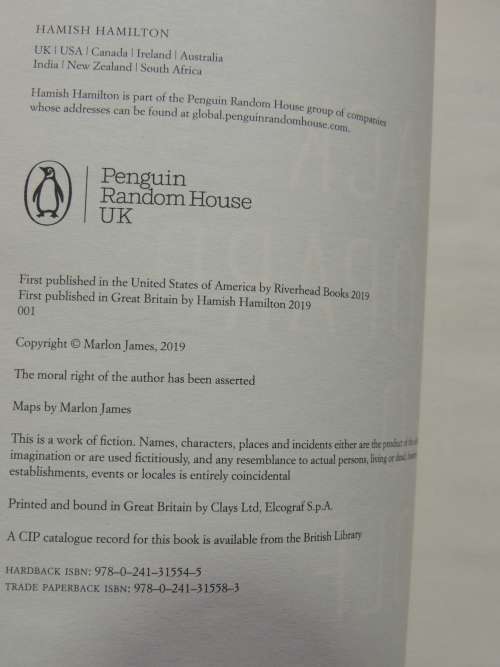 HAMISH HAMILTON
UK | USA | Canada | Ireland | Australia
India | New Zealand | South Africa
Hamish Hamilton is part of the Penguin Random House group of companies
whose addresses can be found at global.penguinrandomhouse.com.
Penguin
Random House
UK
First published in the United States of America by Riverhead Books 2019
First published in Great Britain by Hamish Hamilton 2019
001
Copyright © Marlon James, 2019
The moral right of the author has been asserted
Maps by Marlon James
This is a work of fiction. Names, characters, places and incidents either are the product of the
imagination or are used fictitiously, and any resemblance to actual persons, living or dead,
establishments, events or locales is entirely coincidental
Printed and bound in Great Britain by Clays Ltd, Elcograf S.p.A.
A CIP catalogue record for this book is available from the British Library
HARDBACK ISBN: 978–0–241–31554–5
TRADE PAPERBACK ISBN: 978–0–241–31558–3